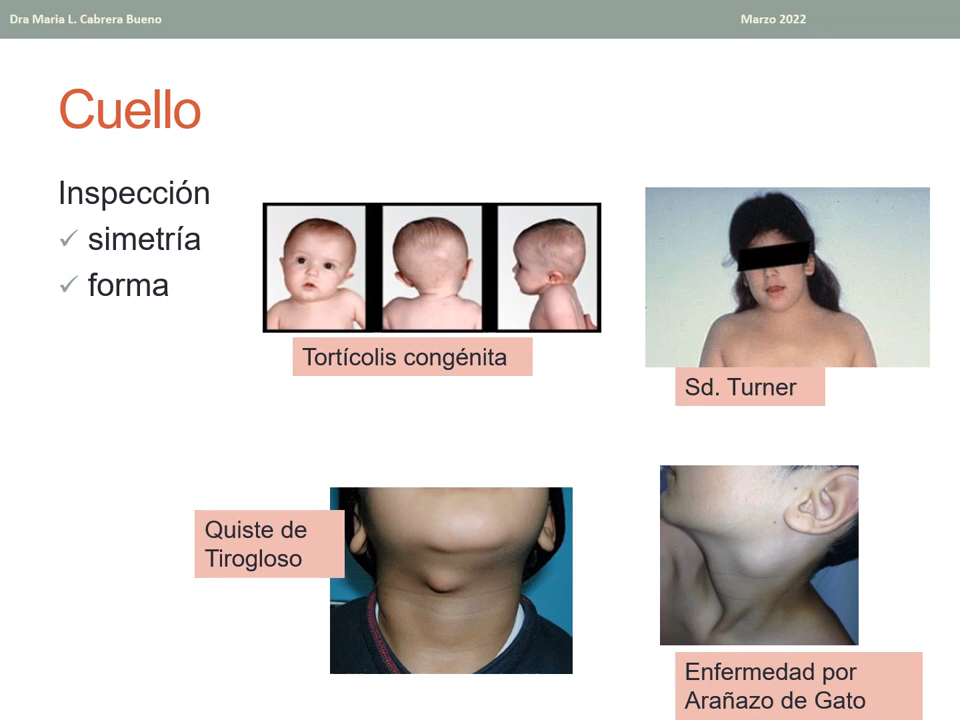 Dra Maria L. Cabrera Bueno
Marzo 2022
Cuello
Inspección
✓ simetría
✓ forma
Tortícolis congénita
Sd. Turner
Quiste de
Tirogloso
Enfermedad por
Arañazo de Gato